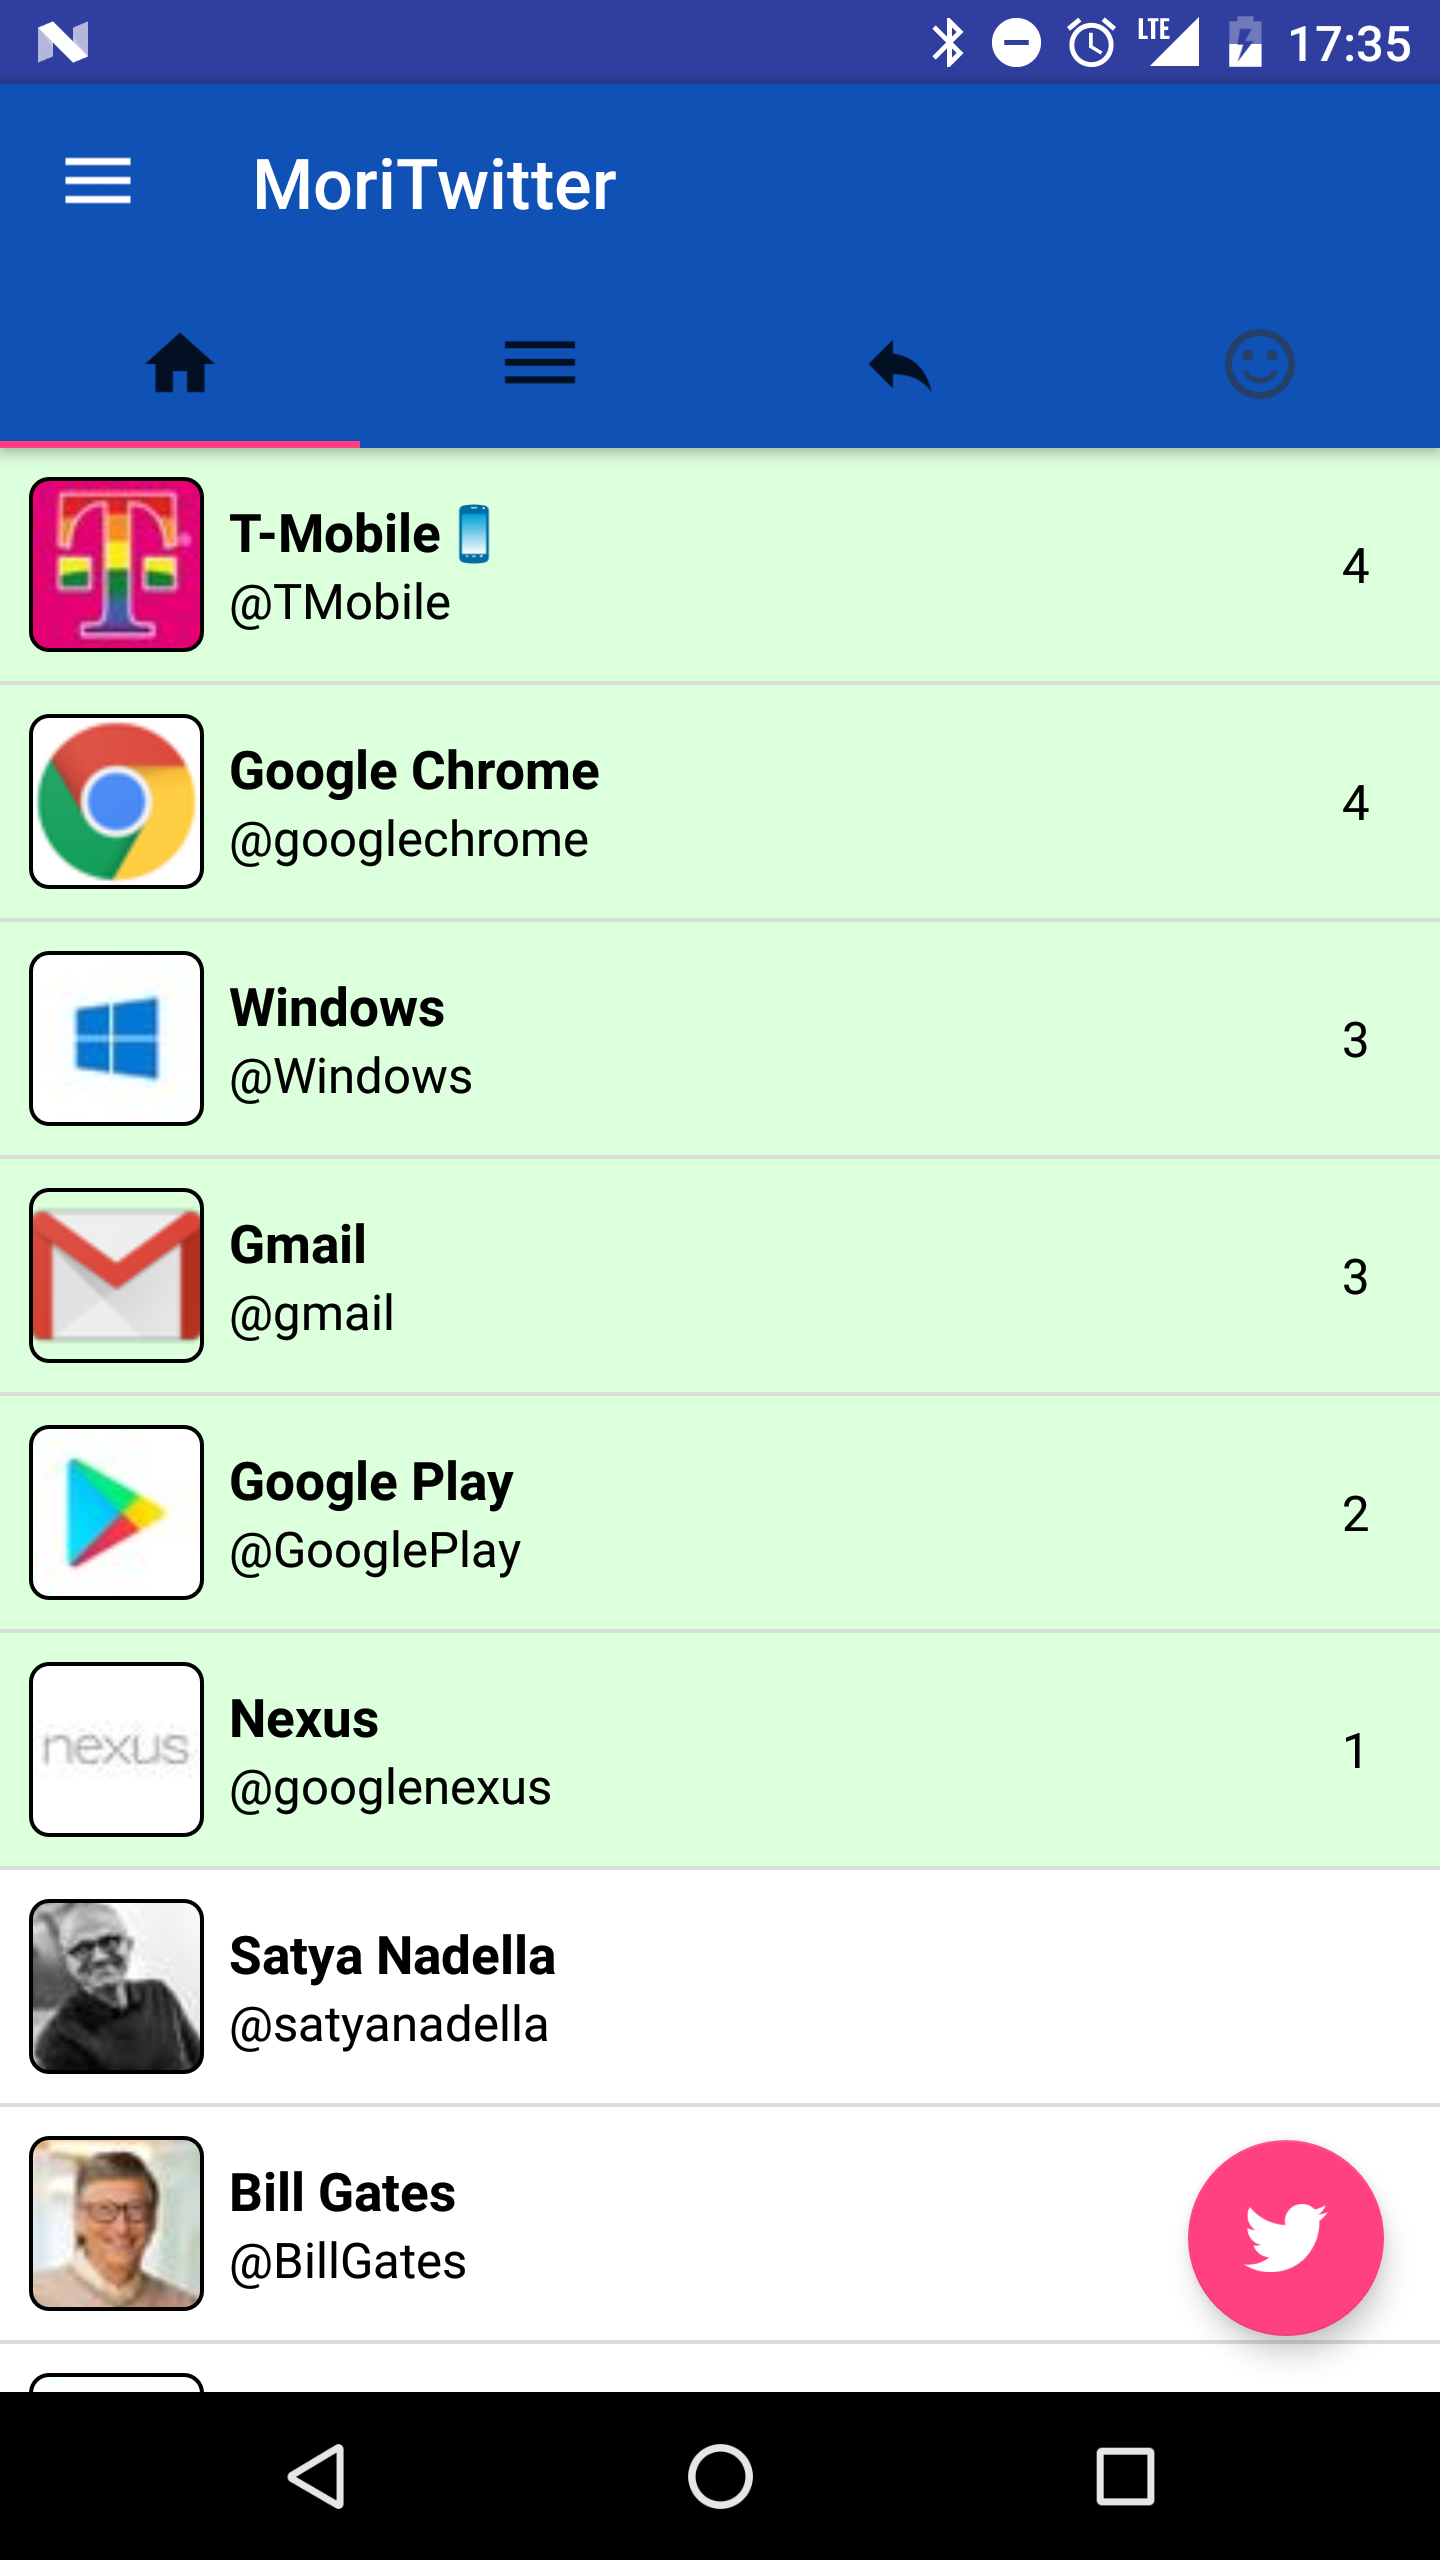 LTE 17:35
MoriTwitter
T-Mobile
@TMobile
4
Google Chrome
@googlechrome
4
Windows
@Windows
3
Gmail
@gmail
3
Google Play
@GooglePlay
2
nexus
Nexus
@googlenexus
1
Satya Nadella
@satyanadella
Bill Gates
@BillGates